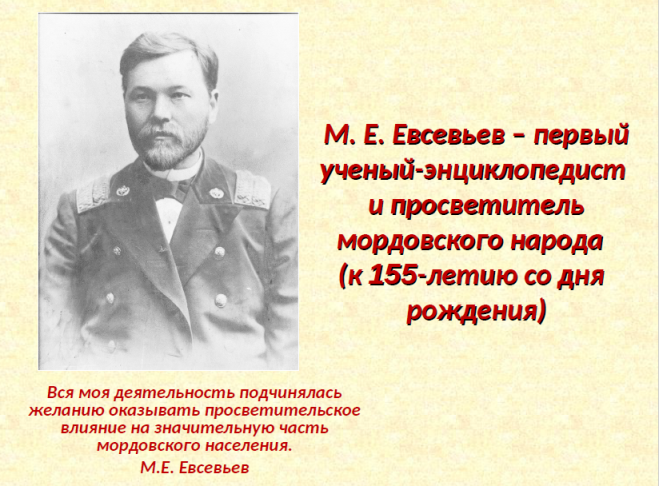 М. Е. Евсевьев – первый
ученый-энциклопедист
и просветитель
мордовского народа
(к 155-летию со дня
рождения)
Вся моя деятельность подчинялась
желанию оказывать просветительское
влияние на значительную часть
мордовского населения.
М.Е. Евсевьев